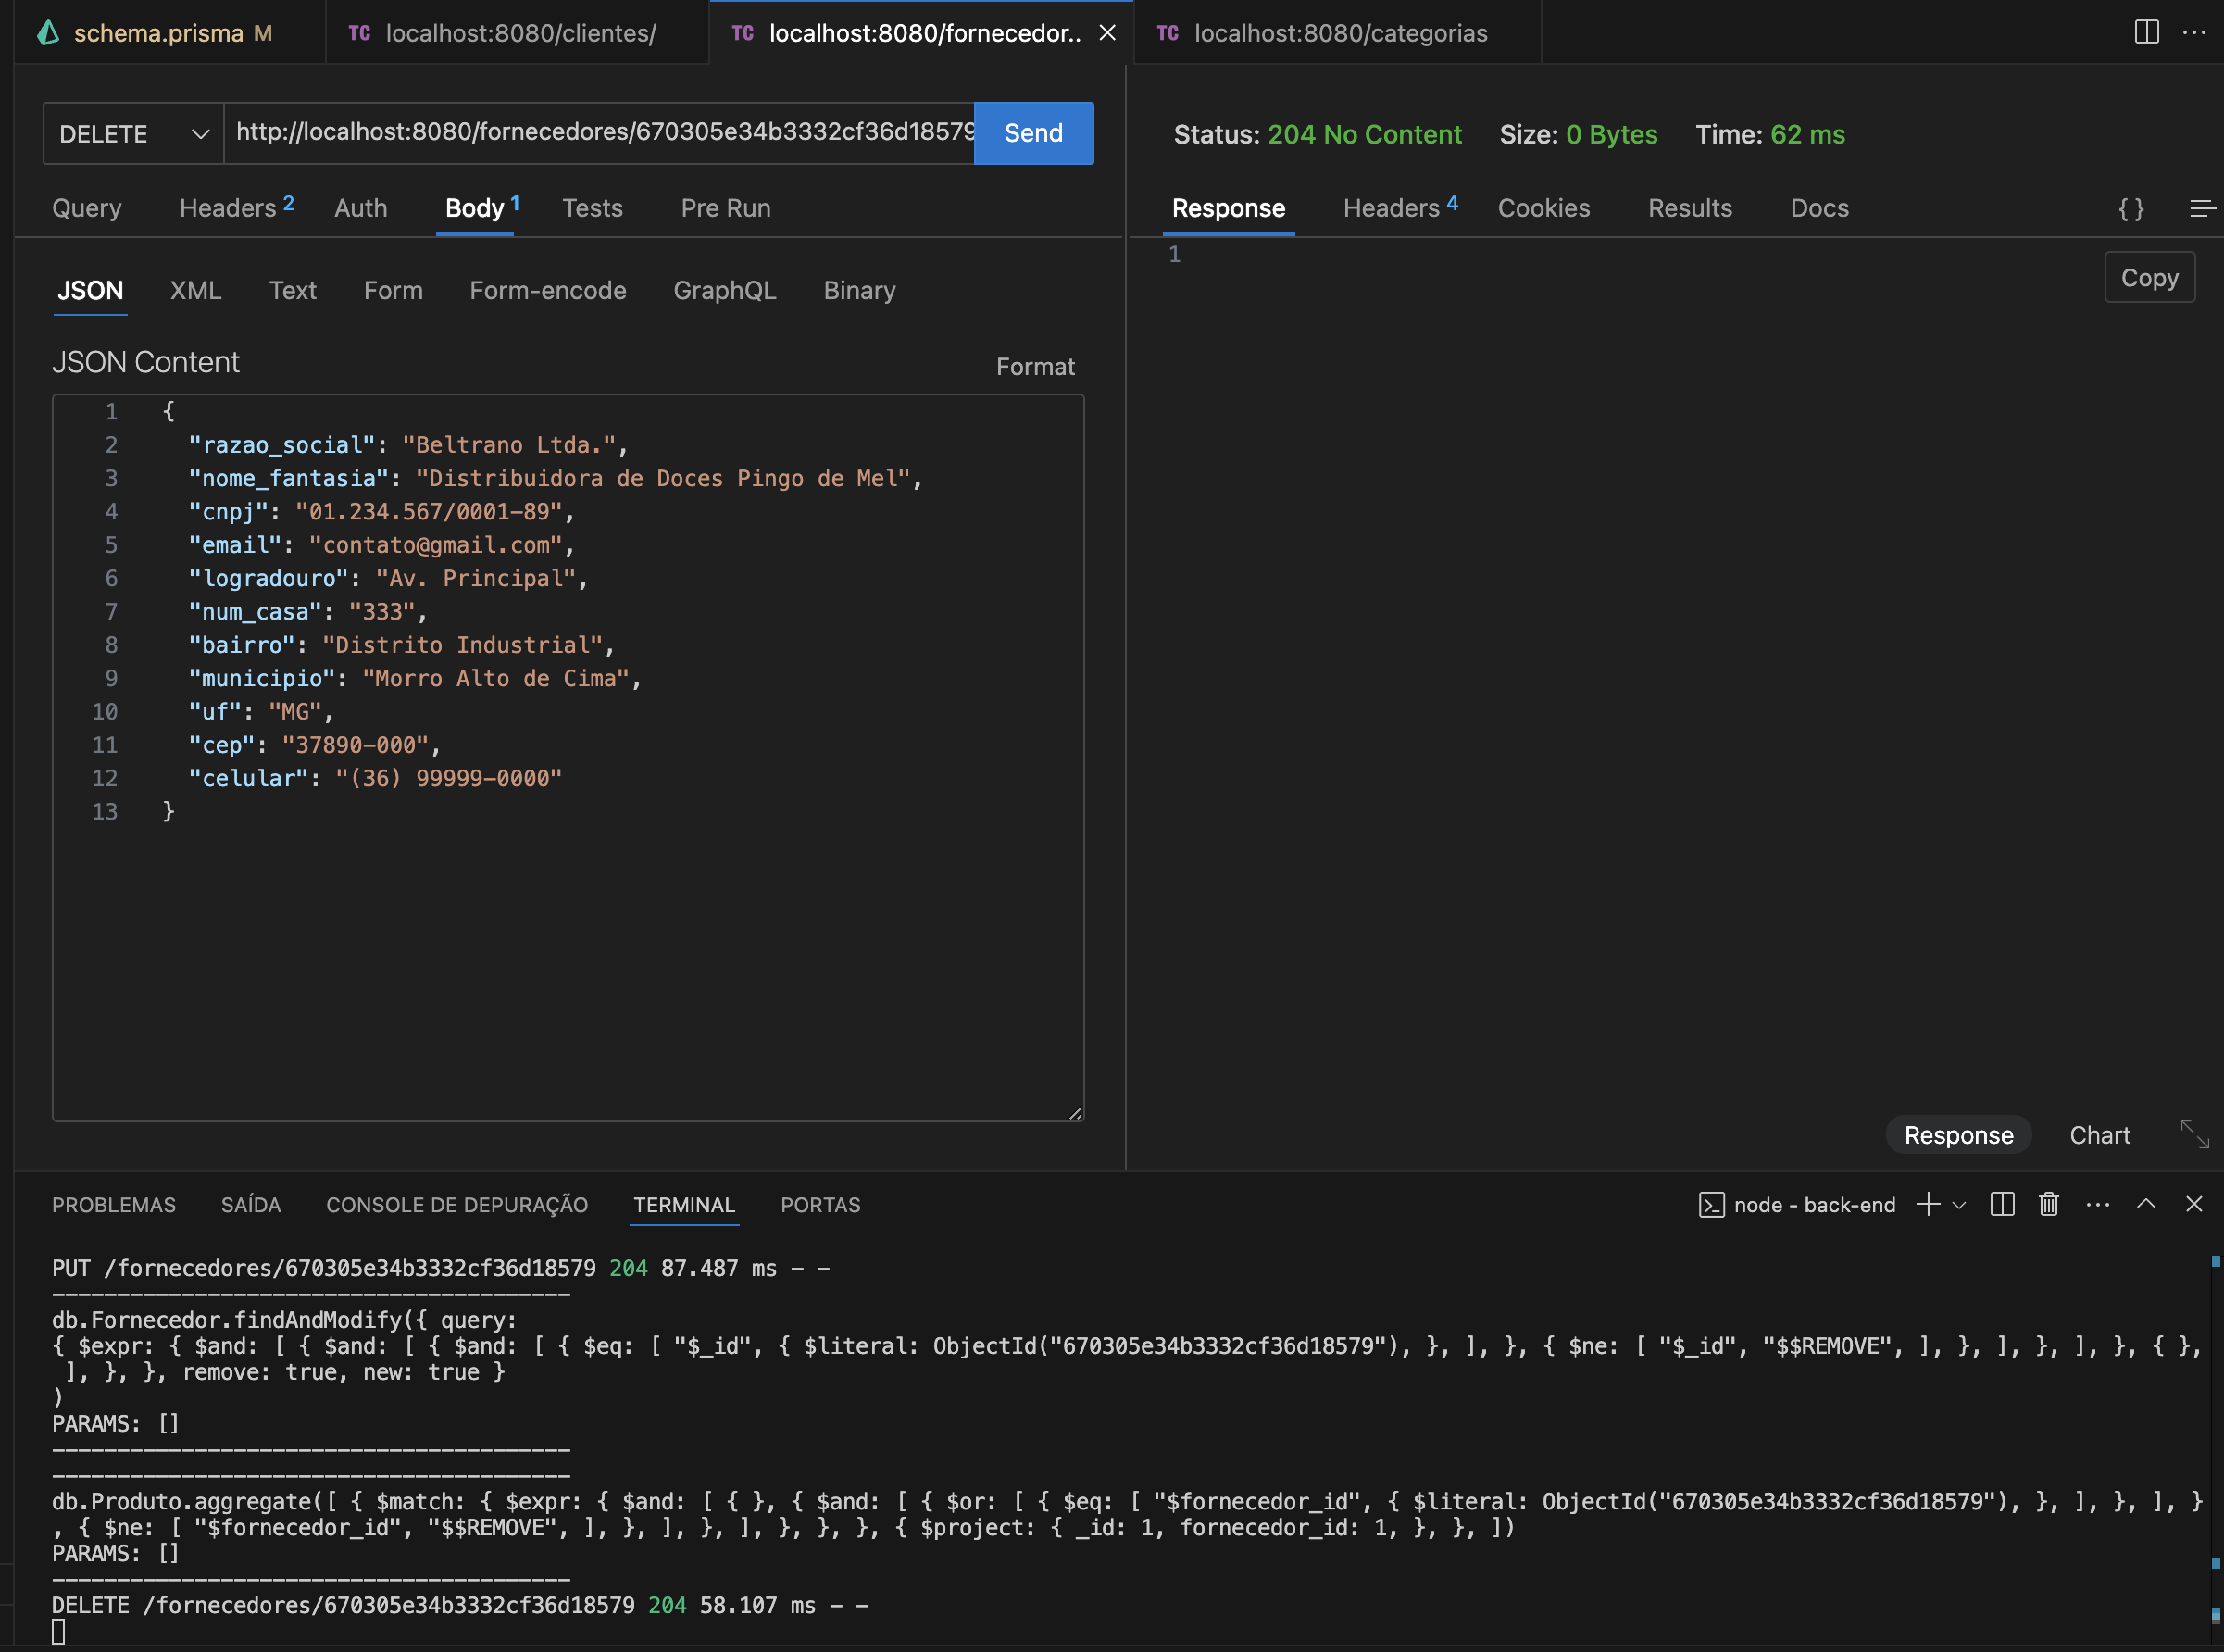 schema.prisma M
TC localhost:8080/clientes/
TC localhost:8080/fornecedor..
TC localhost:8080/categorias
DELETE
http://localhost:8080/fornecedores/670305e34b3332cf36d18579
Send
Query Headers 2 Auth Body 1 Tests Pre Run
JSON XML Text Form Form-encode GraphQL Binary
JSON Content
Format
1 {
2 "razao_social": "Beltrano Ltda.",
3 "nome_fantasia": "Distribuidora de Doces Pingo de Mel",
4 "cnpj": "01.234.567/0001-89",
5 "email": "contato@gmail.com",
6 "logradouro": "Av. Principal",
7 "num_casa": "333",
8 "bairro": "Distrito Industrial",
9 "municipio": "Morro Alto de Cima",
10 "uf": "MG",
11 "cep": "37890-000",
12 "celular": "(36) 99999-0000"
13 }
Status: 204 No Content Size: 0 Bytes Time: 62 ms
Response Headers 4 Cookies Results Docs { }
1
Copy
Response Chart
PROBLEMAS SAÍDA CONSOLE DE DEPURAÇÃO TERMINAL PORTAS
node - back-end
PUT /fornecedores/670305e34b3332cf36d18579 204 87.487 ms - -
----------------------------------------
db.Fornecedor.findAndModify({ query:
{ $expr: { $and: [ { $and: [ { $and: [ { $eq: [ "$_id", { $literal: ObjectId("670305e34b3332cf36d18579"), }, ], }, { $ne: [ "$_id", "$$REMOVE", ], }, ], }, ], }, { },
], }, }, remove: true, new: true }
)
PARAMS: []
----------------------------------------
----------------------------------------
db.Produto.aggregate([ { $match: { $expr: { $and: [ { }, { $and: [ { $or: [ { $eq: [ "$fornecedor_id", { $literal: ObjectId("670305e34b3332cf36d18579"), }, ], }, ], }
, { $ne: [ "$fornecedor_id", "$$REMOVE", ], }, ], }, ], }, }, }, { $project: { _id: 1, fornecedor_id: 1, }, }, ])
PARAMS: []
----------------------------------------
DELETE /fornecedores/670305e34b3332cf36d18579 204 58.107 ms - -